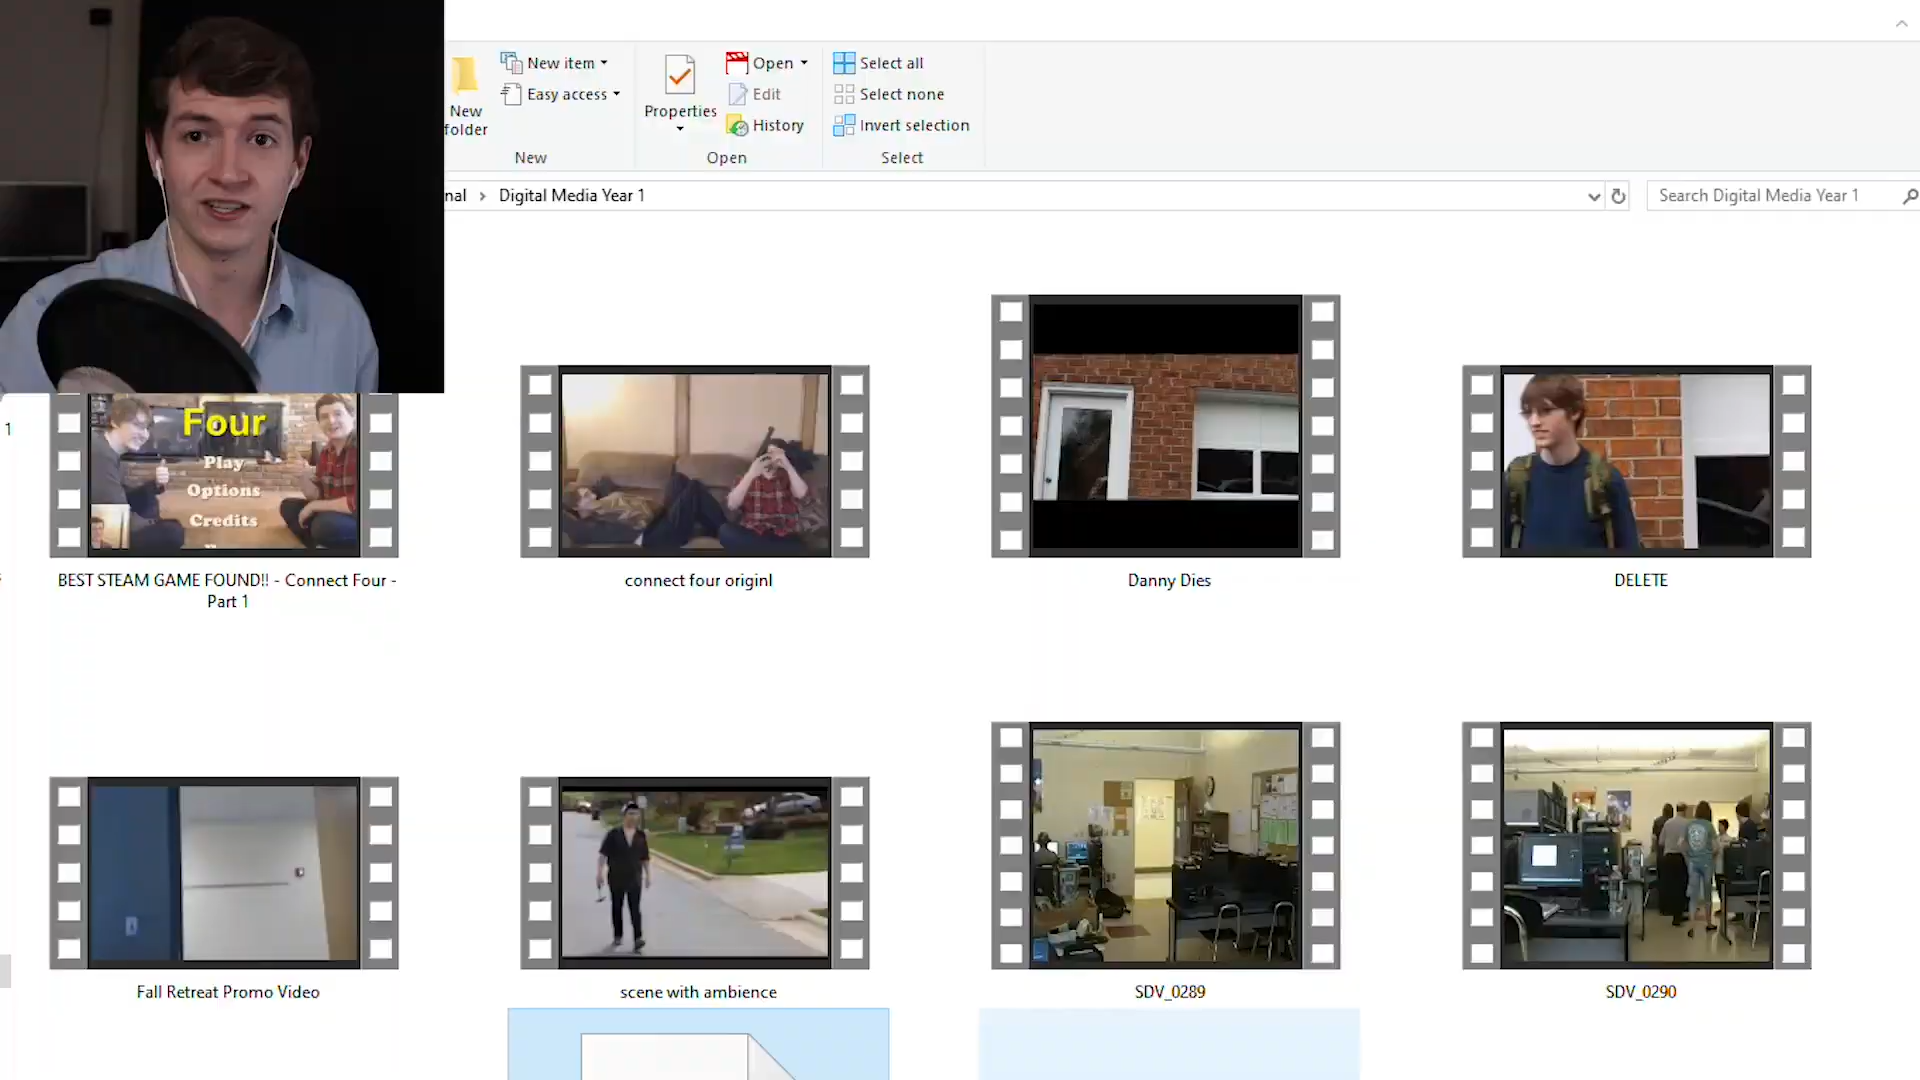 New item
Easy access
New
folder
New
Properties
Open
Edit
History
Open
Select all
Select none
Invert selection
Select
nal > Digital Media Year 1
Search Digital Media Year 1
1
Four
Play
Options
Credits
BEST STEAM GAME FOUND!! - Connect Four -
Part 1
connect four originl
Danny Dies
DELETE
Fall Retreat Promo Video
scene with ambience
SDV_0289
SDV_0290